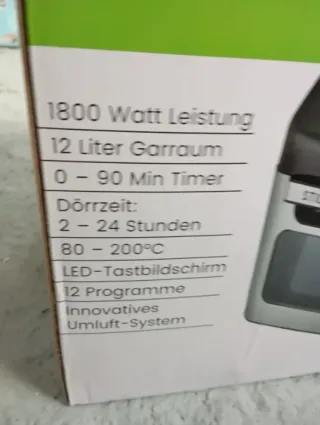 1800 Watt Leistung
12 Liter Garraum
0 – 90 Min Timer
Dörrzeit:
2 – 24 Stunden
80 – 200°C
LED-Tastbildschirm
12 Programme
Innovatives
Umluft-System